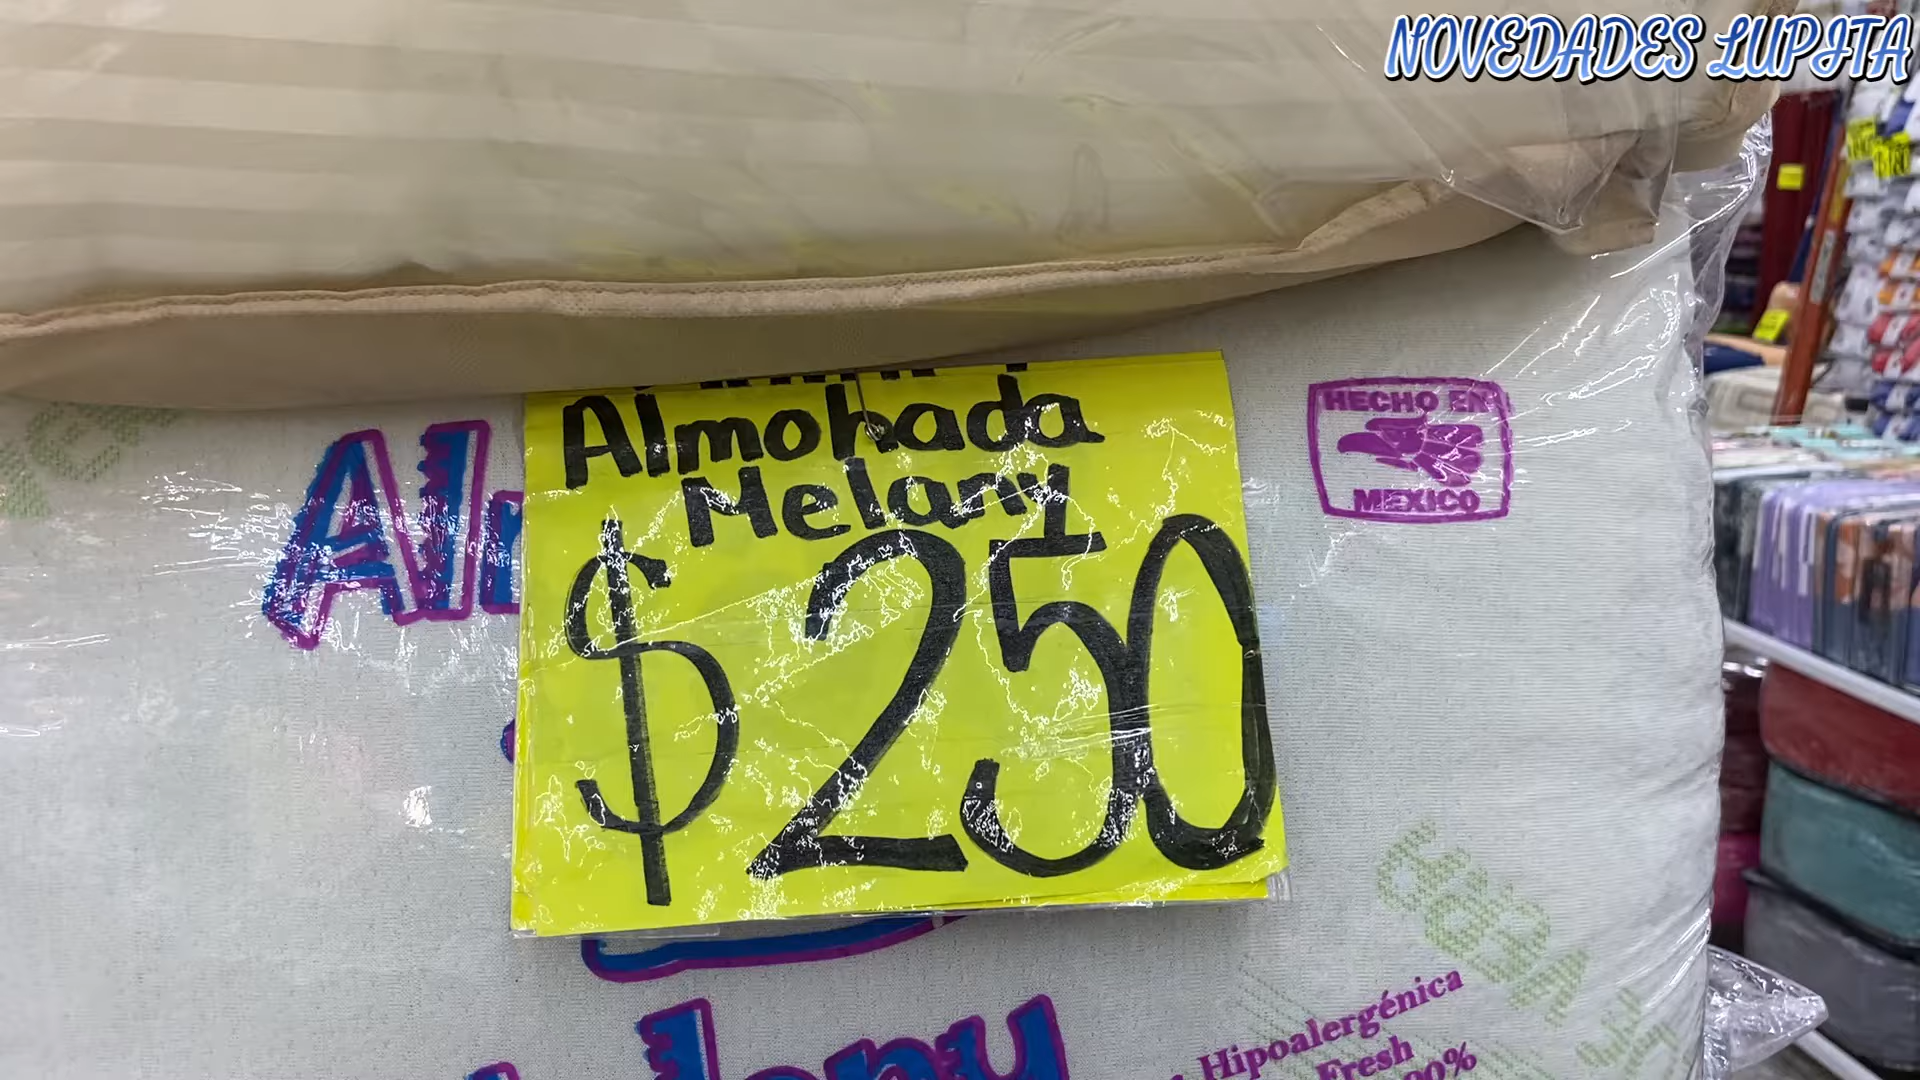 NOVEDADES LUPITA
Almohada
Melany
$250
HECHO EN
MEXICO
Hipoalergénica
Fresh